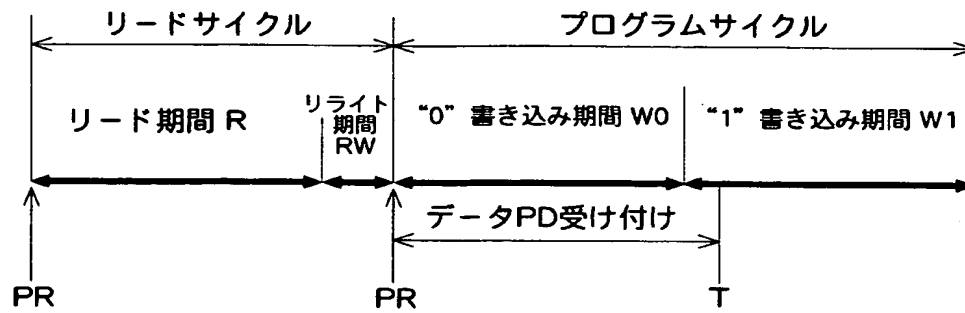 リードサイクル
プログラムサイクル
リード期間 R
リライト
期間
RW
“0” 書き込み期間 W0
“1” 書き込み期間 W1
データPD受け付け
PR
PR
T